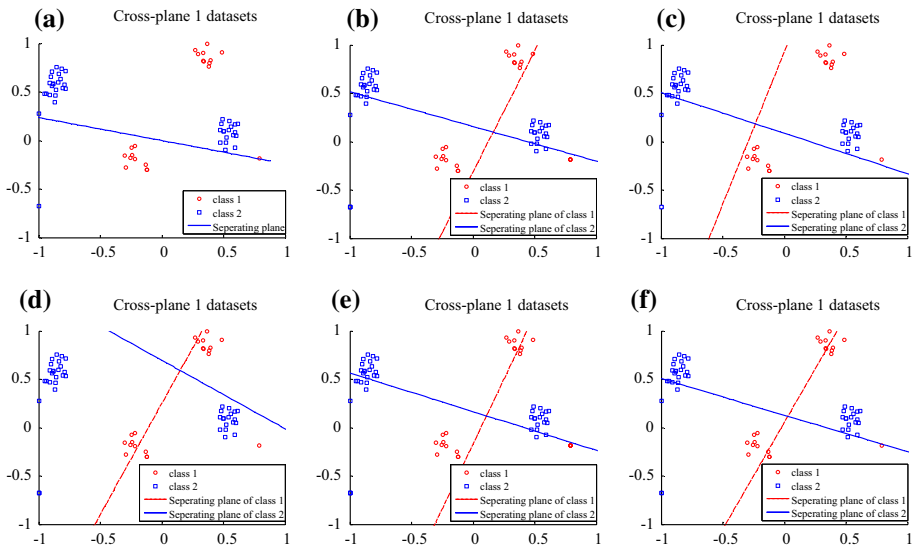 (a) Cross-plane 1 datasets
1
0.5
0
-0.5
-1
-1 -0.5 0 0.5 1
class 1
class 2
Seperating plane
(b) Cross-plane 1 datasets
1
0.5
0
-0.5
-1
-1 -0.5 0 0.5 1
class 1
class 2
Seperating plane of class 1
Seperating plane of class 2
(c) Cross-plane 1 datasets
1
0.5
0
-0.5
-1
-1 -0.5 0 0.5 1
class 1
class 2
Seperating plane of class 1
Seperating plane of class 2
(d) Cross-plane 1 datasets
1
0.5
0
-0.5
-1
-1 -0.5 0 0.5 1
class 1
class 2
Seperating plane of class 1
Seperating plane of class 2
(e) Cross-plane 1 datasets
1
0.5
0
-0.5
-1
-1 -0.5 0 0.5 1
class 1
class 2
Seperating plane of class 1
Seperating plane of class 2
(f) Cross-plane 1 datasets
1
0.5
0
-0.5
-1
-1 -0.5 0 0.5 1
class 1
class 2
Seperating plane of class 1
Seperating plane of class 2